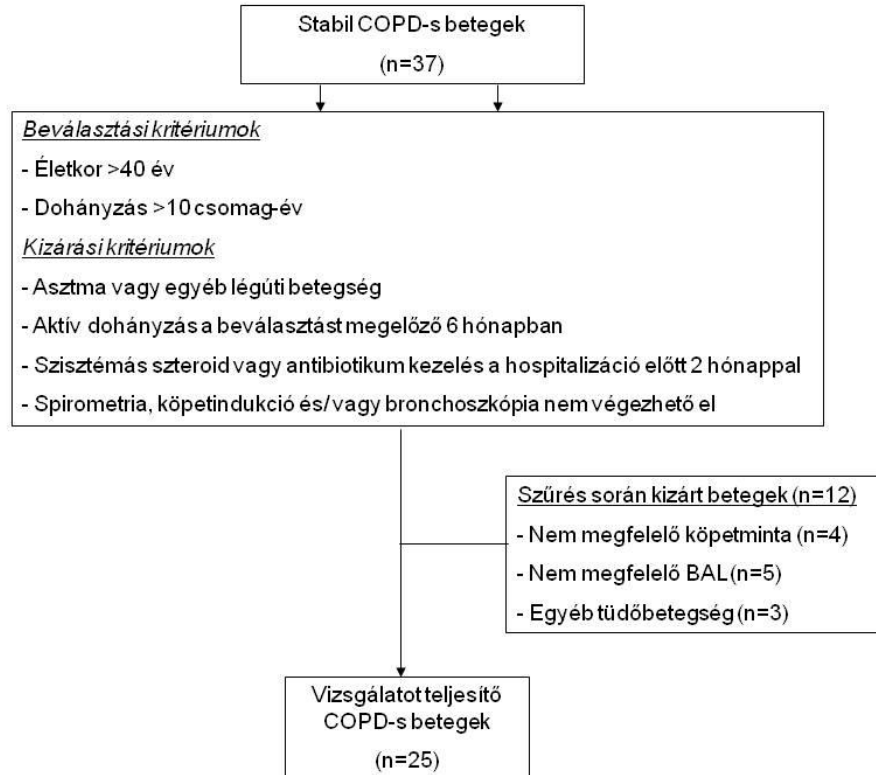 Stabil COPD-s betegek
(n=37)
Beválasztási kritériumok
- Életkor >40 év
- Dohányzás >10 csomag-év
Kizárási kritériumok
- Asztma vagy egyéb légúti betegség
- Aktív dohányzás a beválasztást megelőző 6 hónapban
- Szisztémás szteroid vagy antibiotikum kezelés a hospitalizáció előtt 2 hónappal
- Spirometria, köpetindukció és/vagy bronchoszkópia nem végezhető el
Szűrés során kizárt betegek (n=12)
- Nem megfelelő köpetminta (n=4)
- Nem megfelelő BAL (n=5)
- Egyéb tüdőbetegség (n=3)
Vizsgálatot teljesítő
COPD-s betegek
(n=25)